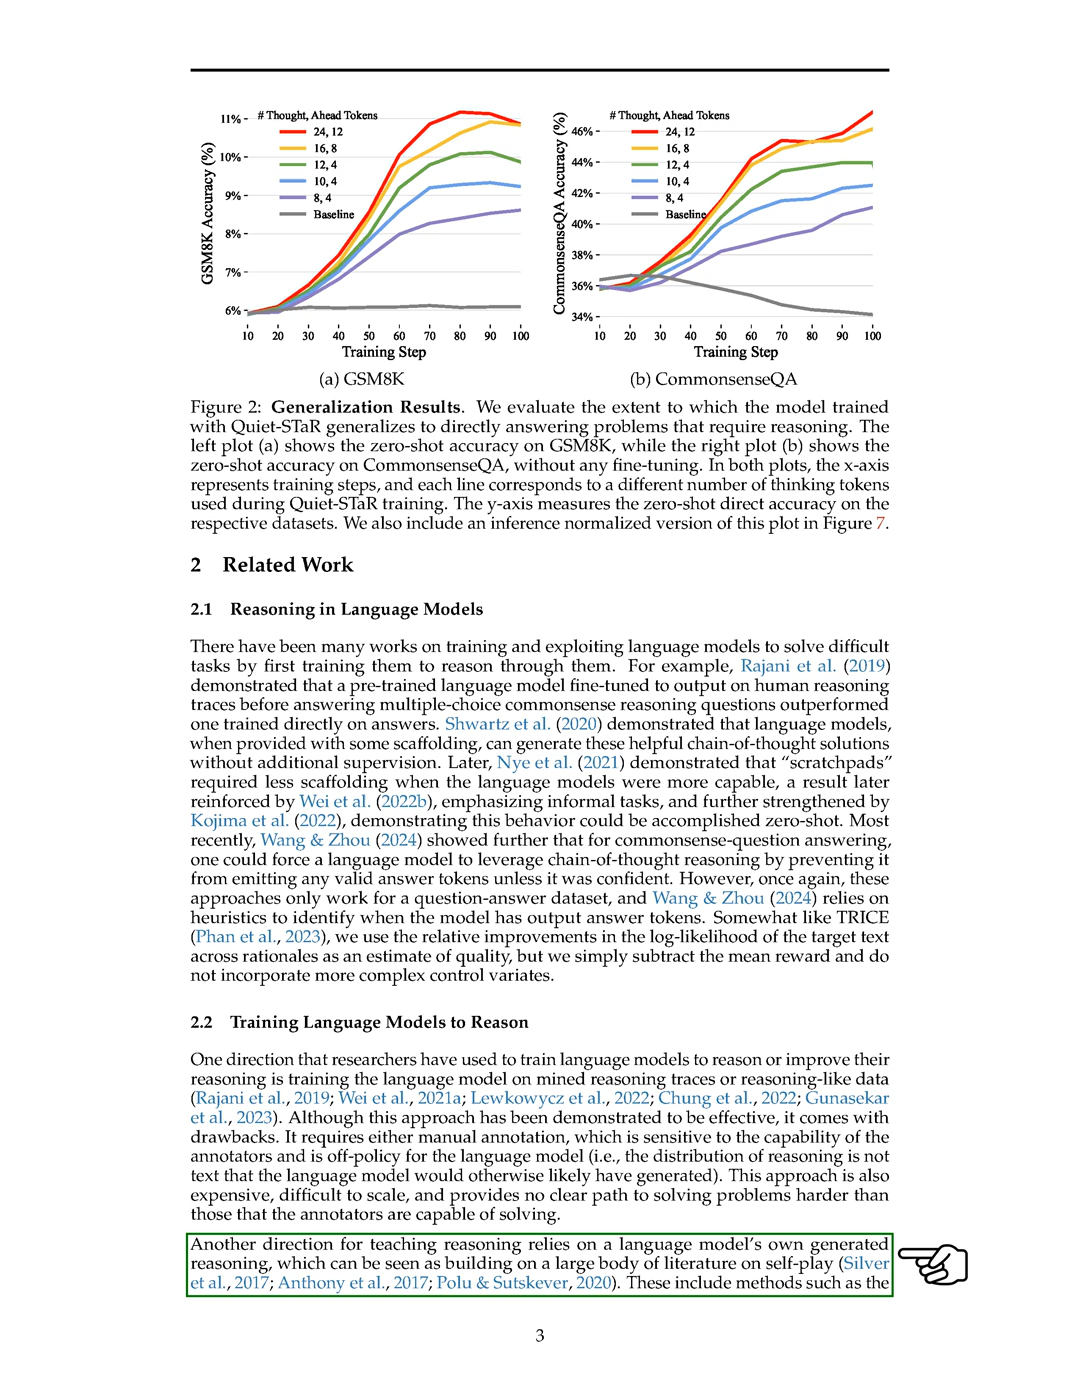 # Thought, Ahead Tokens
24, 12
16, 8
12, 4
10, 4
8, 4
Baseline
GSM8K Accuracy (%)
11%
10%
9%
8%
7%
6%
10 20 30 40 50 60 70 80 90 100
Training Step
(a) GSM8K
# Thought, Ahead Tokens
24, 12
16, 8
12, 4
10, 4
8, 4
Baseline
CommonsenseQA Accuracy (%)
46%
44%
42%
40%
38%
36%
34%
10 20 30 40 50 60 70 80 90 100
Training Step
(b) CommonsenseQA
Figure 2: Generalization Results. We evaluate the extent to which the model trained
with Quiet-STaR generalizes to directly answering problems that require reasoning. The
left plot (a) shows the zero-shot accuracy on GSM8K, while the right plot (b) shows the
zero-shot accuracy on CommonsenseQA, without any fine-tuning. In both plots, the x-axis
represents training steps, and each line corresponds to a different number of thinking tokens
used during Quiet-STaR training. The y-axis measures the zero-shot direct accuracy on the
respective datasets. We also include an inference normalized version of this plot in Figure 7.
2 Related Work
2.1 Reasoning in Language Models
There have been many works on training and exploiting language models to solve difficult
tasks by first training them to reason through them. For example, Rajani et al. (2019)
demonstrated that a pre-trained language model fine-tuned to output on human reasoning
traces before answering multiple-choice commonsense reasoning questions outperformed
one trained directly on answers. Shwartz et al. (2020) demonstrated that language models,
when provided with some scaffolding, can generate these helpful chain-of-thought solutions
without additional supervision. Later, Nye et al. (2021) demonstrated that “scratchpads”
required less scaffolding when the language models were more capable, a result later
reinforced by Wei et al. (2022b), emphasizing informal tasks, and further strengthened by
Kojima et al. (2022), demonstrating this behavior could be accomplished zero-shot. Most
recently, Wang & Zhou (2024) showed further that for commonsense-question answering,
one could force a language model to leverage chain-of-thought reasoning by preventing it
from emitting any valid answer tokens unless it was confident. However, once again, these
approaches only work for a question-answer dataset, and Wang & Zhou (2024) relies on
heuristics to identify when the model has output answer tokens. Somewhat like TRICE
(Phan et al., 2023), we use the relative improvements in the log-likelihood of the target text
across rationales as an estimate of quality, but we simply subtract the mean reward and do
not incorporate more complex control variates.
2.2 Training Language Models to Reason
One direction that researchers have used to train language models to reason or improve their
reasoning is training the language model on mined reasoning traces or reasoning-like data
(Rajani et al., 2019; Wei et al., 2021a; Lewkowycz et al., 2022; Chung et al., 2022; Gunasekar
et al., 2023). Although this approach has been demonstrated to be effective, it comes with
drawbacks. It requires either manual annotation, which is sensitive to the capability of the
annotators and is off-policy for the language model (i.e., the distribution of reasoning is not
text that the language model would otherwise likely have generated). This approach is also
expensive, difficult to scale, and provides no clear path to solving problems harder than
those that the annotators are capable of solving.
Another direction for teaching reasoning relies on a language model’s own generated
reasoning, which can be seen as building on a large body of literature on self-play (Silver
et al., 2017; Anthony et al., 2017; Polu & Sutskever, 2020). These include methods such as the
3